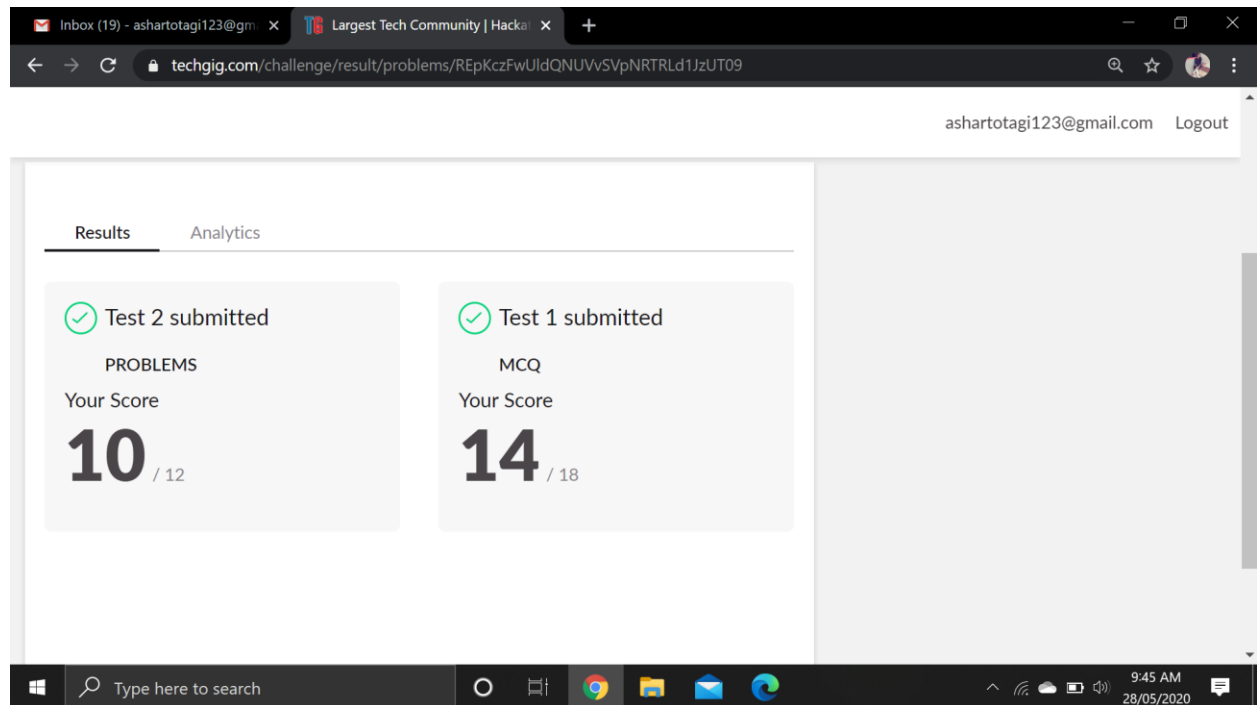 Inbox (19) - ashartotagi123@gm
Largest Tech Community | Hacka
techgig.com/challenge/result/problems/REpKczFwUldQNUVvSVpNRTRLd1JzUT09
ashartotagi123@gmail.com Logout
Results Analytics
Test 2 submitted
PROBLEMS
Your Score
10 / 12
Test 1 submitted
MCQ
Your Score
14 / 18
Type here to search
9:45 AM
28/05/2020